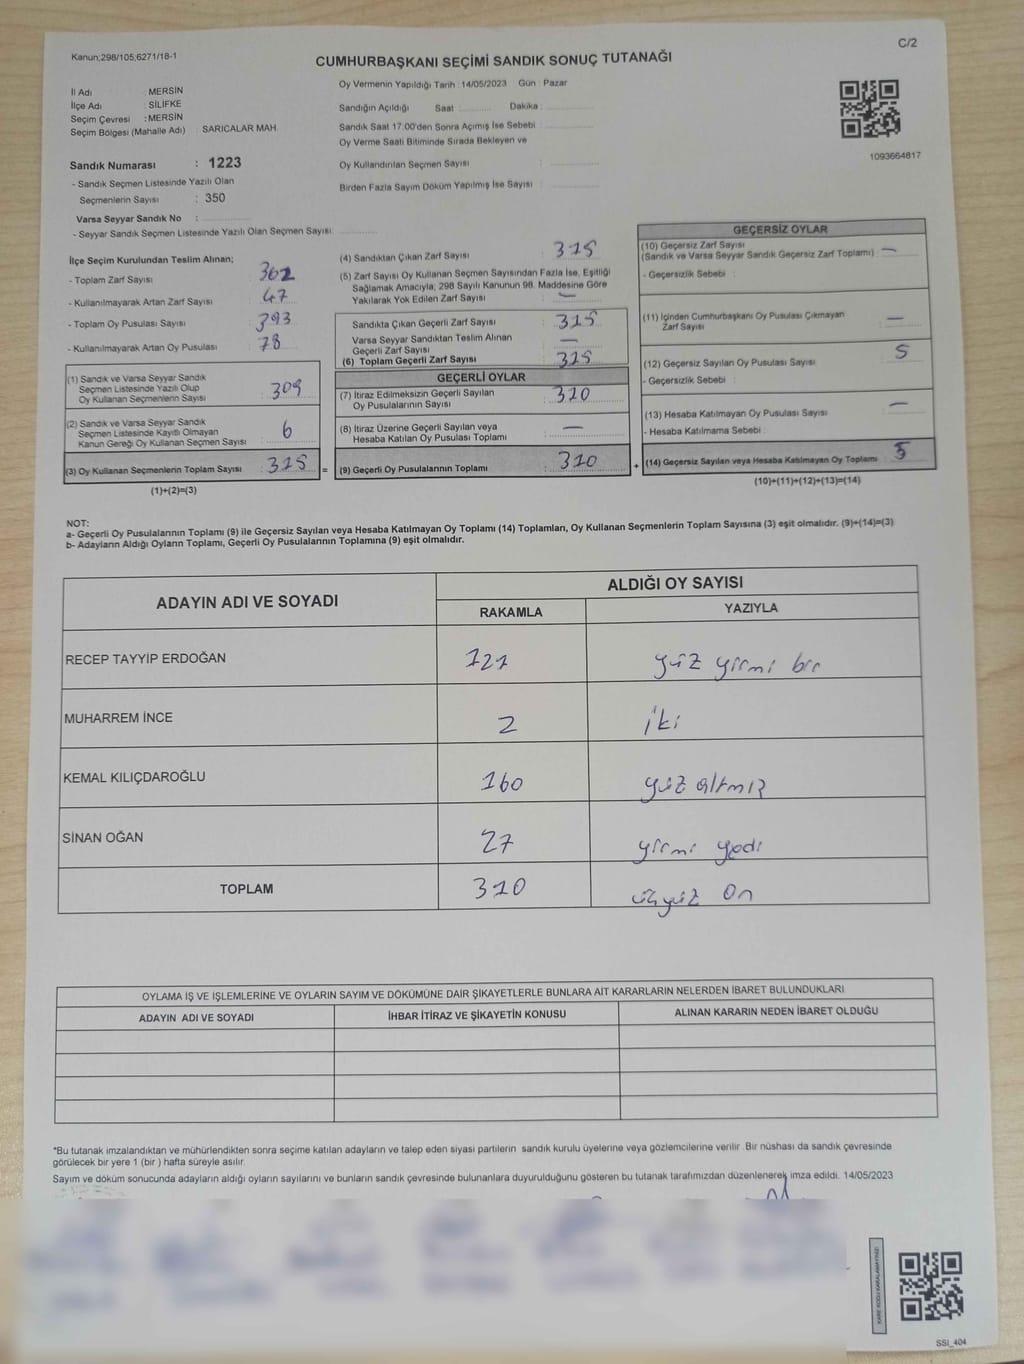 Kanun;298/105;6271/18-1
C/2
CUMHURBAŞKANI SEÇİMİ SANDIK SONUÇ TUTANAĞI
İl Adı : MERSİN
İlçe Adı : SİLİFKE
Seçim Çevresi : MERSİN
Seçim Bölgesi (Mahalle Adı) : SARICALAR MAH.
Sandık Numarası : 1223
- Sandık Seçmen Listesinde Yazılı Olan
Seçmenlerin Sayısı : 350
Varsa Seyyar Sandık No :
- Seyyar Sandık Seçmen Listesinde Yazılı Olan Seçmen Sayısı:
Oy Vermenin Yapıldığı Tarih : 14/05/2023 Gün : Pazar
Sandığın Açıldığı Saat : Dakika :
Sandık Saat 17:00'den Sonra Açımış İse Sebebi :
Oy Verme Saati Bitiminde Sırada Bekleyen ve
Oy Kullandırılan Seçmen Sayısı :
Birden Fazla Sayım Döküm Yapılmış İse Sayısı :
1093664817
İlçe Seçim Kurulundan Teslim Alınan;
- Toplam Zarf Sayısı : 362
- Kullanılmayarak Artan Zarf Sayısı : 47
- Toplam Oy Pusulası Sayısı : 393
- Kullanılmayarak Artan Oy Pusulası : 78
(1) Sandık ve Varsa Seyyar Sandık
Seçmen Listesinde Yazılı Olup
Oy Kullanan Seçmenlerin Sayısı : 309
(2) Sandık ve Varsa Seyyar Sandık
Seçmen Listesinde Kayıtlı Olmayan
Kanun Gereği Oy Kullanan Seçmen Sayısı : 6
(3) Oy Kullanan Seçmenlerin Toplam Sayısı : 315 =
(1)+(2)=(3)
(4) Sandıktan Çıkan Zarf Sayısı : 315
(5) Zarf Sayısı Oy Kullanan Seçmen Sayısından Fazla İse, Eşitliği
Sağlamak Amacıyla; 298 Sayılı Kanunun 98. Maddesine Göre
Yakılarak Yok Edilen Zarf Sayısı : —
Sandıkta Çıkan Geçerli Zarf Sayısı : 315
Varsa Seyyar Sandıktan Teslim Alınan
Geçerli Zarf Sayısı : —
(6) Toplam Geçerli Zarf Sayısı : 315
GEÇERLİ OYLAR
(7) İtiraz Edilmeksizin Geçerli Sayılan
Oy Pusulalarının Sayısı : 310
(8) İtiraz Üzerine Geçerli Sayılan veya
Hesaba Katılan Oy Pusulası Toplamı : —
(9) Geçerli Oy Pusulalarının Toplamı : 310 +
GEÇERSİZ OYLAR
(10) Geçersiz Zarf Sayısı
(Sandık ve Varsa Seyyar Sandık Geçersiz Zarf Toplamı) : —
- Geçersizlik Sebebi :
(11) İçinden Cumhurbaşkanı Oy Pusulası Çıkmayan
Zarf Sayısı : —
(12) Geçersiz Sayılan Oy Pusulası Sayısı : 5
- Geçersizlik Sebebi :
(13) Hesaba Katılmayan Oy Pusulası Sayısı : —
- Hesaba Katılmama Sebebi :
(14) Geçersiz Sayılan veya Hesaba Katılmayan Oy Toplamı : 5
(10)+(11)+(12)+(13)=(14)
NOT:
a- Geçerli Oy Pusulalarının Toplamı (9) ile Geçersiz Sayılan veya Hesaba Katılmayan Oy Toplamı (14) Toplamları, Oy Kullanan Seçmenlerin Toplam Sayısına (3) eşit olmalıdır. (9)+(14)=(3)
b- Adayların Aldığı Oyların Toplamı, Geçerli Oy Pusulalarının Toplamına (9) eşit olmalıdır.
ADAYIN ADI VE SOYADI
ALDIĞI OY SAYISI
RAKAMLA YAZIYLA
RECEP TAYYİP ERDOĞAN 121 yüz yirmi bir
MUHARREM İNCE 2 iki
KEMAL KILIÇDAROĞLU 160 yüz altmış
SİNAN OĞAN 27 yirmi yedi
TOPLAM 310 üçyüz on
OYLAMA İŞ VE İŞLEMLERİNE VE OYLARIN SAYIM VE DÖKÜMÜNE DAİR ŞİKAYETLERLE BUNLARA AİT KARARLARIN NELERDEN İBARET BULUNDUKLARI
ADAYIN ADI VE SOYADI İHBAR İTİRAZ VE ŞİKAYETİN KONUSU ALINAN KARARIN NEDEN İBARET OLDUĞU
*Bu tutanak imzalandıktan ve mühürlendikten sonra seçime katılan adayların ve talep eden siyasi partilerin sandık kurulu üyelerine veya gözlemcilerine verilir. Bir nüshası da sandık çevresinde
görülecek bir yere 1 (bir ) hafta süreyle asılır.
Sayım ve döküm sonucunda adayların aldığı oyların sayılarını ve bunların sandık çevresinde bulunanlara duyurulduğunu gösteren bu tutanak tarafımızdan düzenlenerek imza edildi. 14/05/2023
KARE KODU KARALAMAYINIZ!
SSI_404